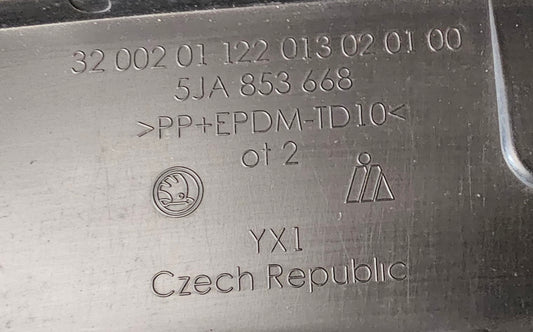 32 002 01 122 013 02 01 00
5JA 853 668
>PP+EPDM-TD10<
ot 2
YX1
Czech Republic